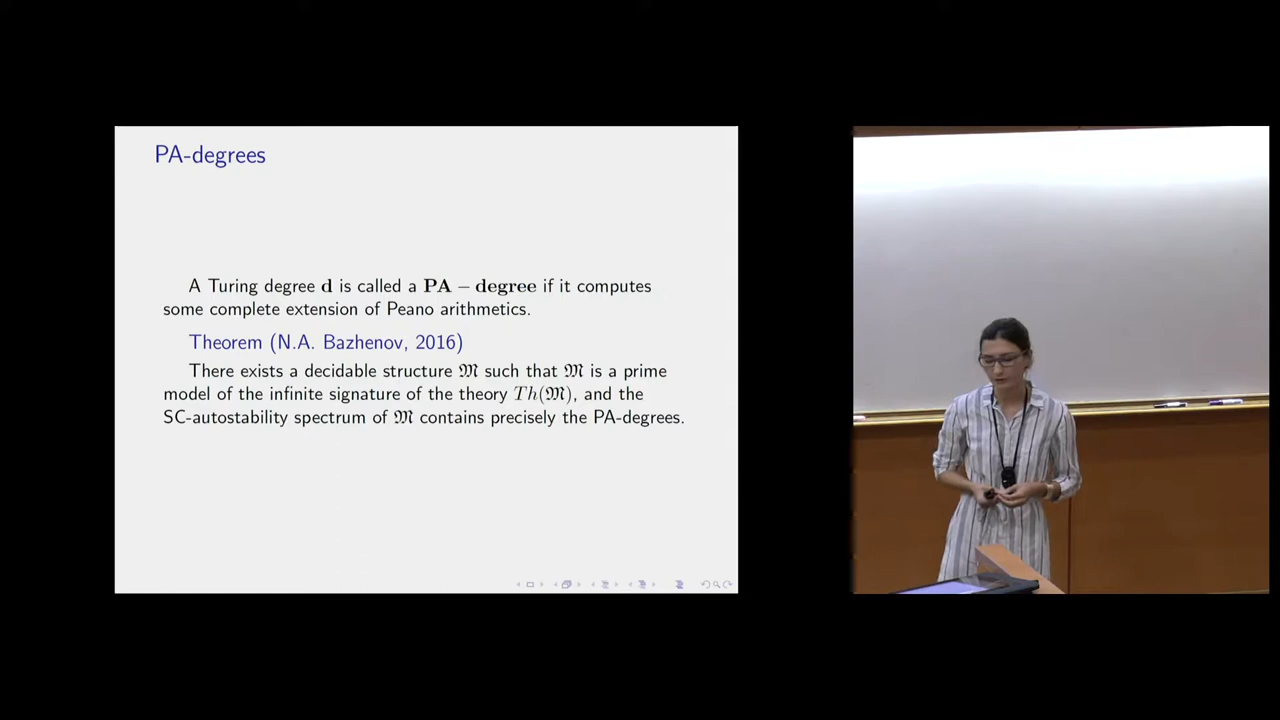 PA-degrees
A Turing degree d is called a PA – degree if it computes
some complete extension of Peano arithmetics.
Theorem (N.A. Bazhenov, 2016)
There exists a decidable structure 𝔐 such that 𝔐 is a prime
model of the infinite signature of the theory Th(𝔐), and the
SC-autostability spectrum of 𝔐 contains precisely the PA-degrees.